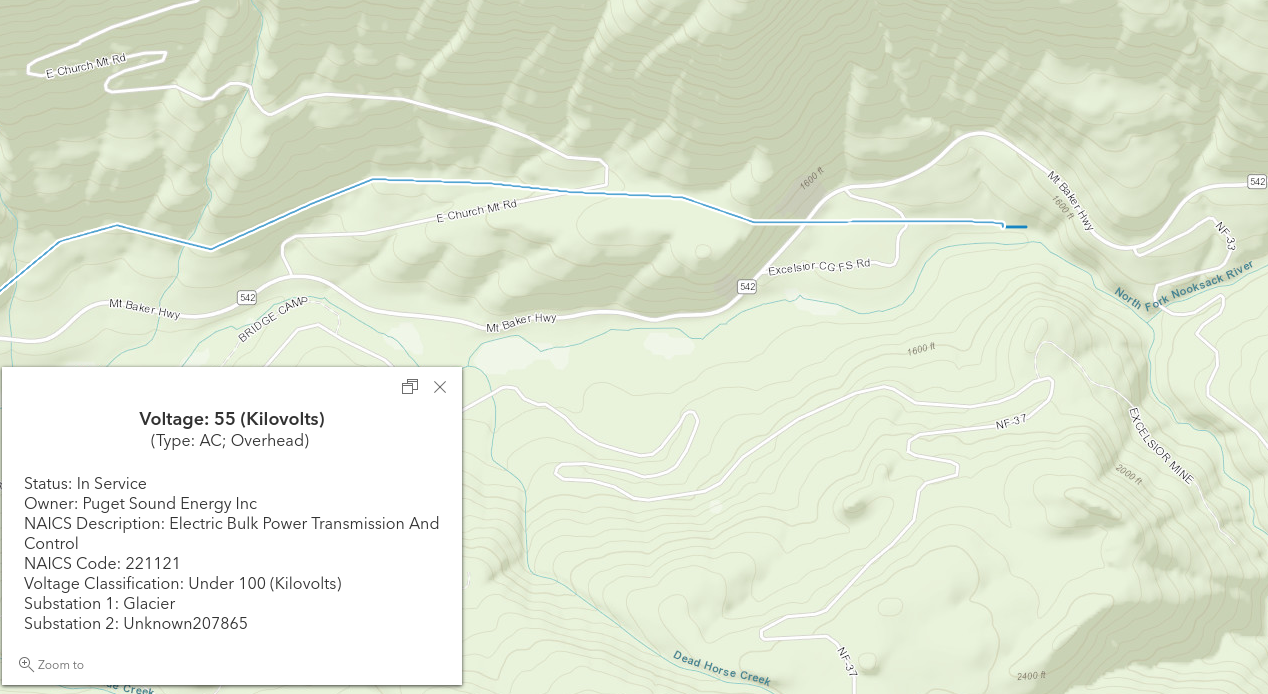 E Church Mt Rd
1600 ft
Mt Baker Hwy
542
1600 ft
E Church Mt Rd
NF-33
Excelsior CG FS Rd
North Fork Nooksack River
542
542
Mt Baker Hwy
BRIDGE CAMP
Mt Baker Hwy
1600 ft
Voltage: 55 (Kilovolts)
(Type: AC; Overhead)
NF-37
EXCELSIOR MINE
2000 ft
Status: In Service
Owner: Puget Sound Energy Inc
NAICS Description: Electric Bulk Power Transmission And
Control
NAICS Code: 221121
Voltage Classification: Under 100 (Kilovolts)
Substation 1: Glacier
Substation 2: Unknown207865
Zoom to
NF-37
Dead Horse Creek
2400 ft
Creek